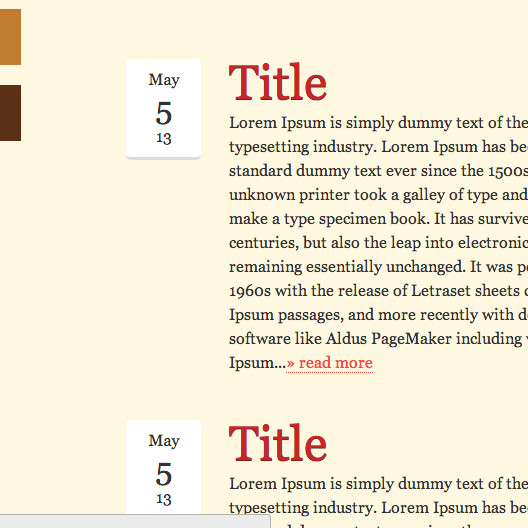 May
5
13
Title
Lorem Ipsum is simply dummy text of the
typesetting industry. Lorem Ipsum has be
standard dummy text ever since the 1500s
unknown printer took a galley of type and
make a type specimen book. It has survive
centuries, but also the leap into electronic
remaining essentially unchanged. It was p
1960s with the release of Letraset sheets
Ipsum passages, and more recently with d
software like Aldus PageMaker including
Ipsum...» read more
May
5
13
Title
Lorem Ipsum is simply dummy text of the
typesetting industry. Lorem Ipsum has be